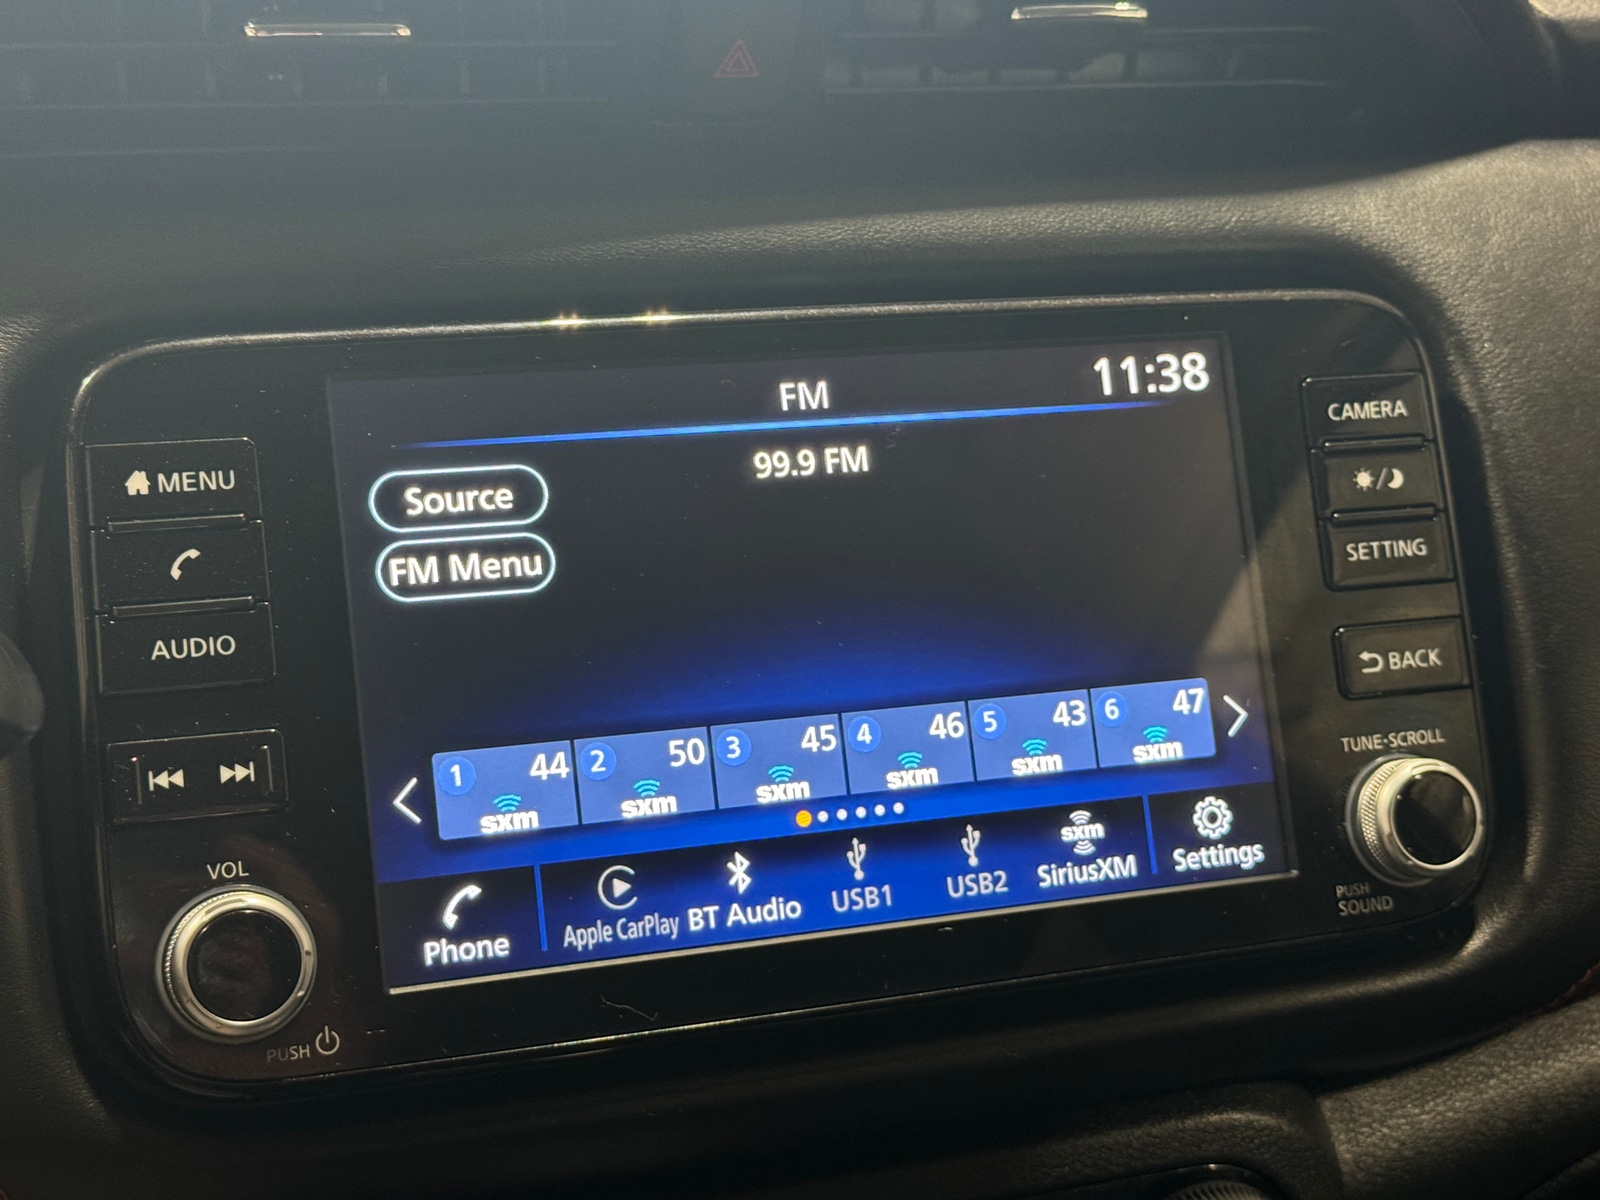 FM
11:38
99.9 FM
Source
FM Menu
MENU
AUDIO
VOL
PUSH
CAMERA
SETTING
BACK
TUNE·SCROLL
PUSH
SOUND
1 44
sxm
2 50
sxm
3 45
sxm
4 46
sxm
5 43
sxm
6 47
sxm
Phone
Apple CarPlay
BT Audio
USB1
USB2
sxm
SiriusXM
Settings